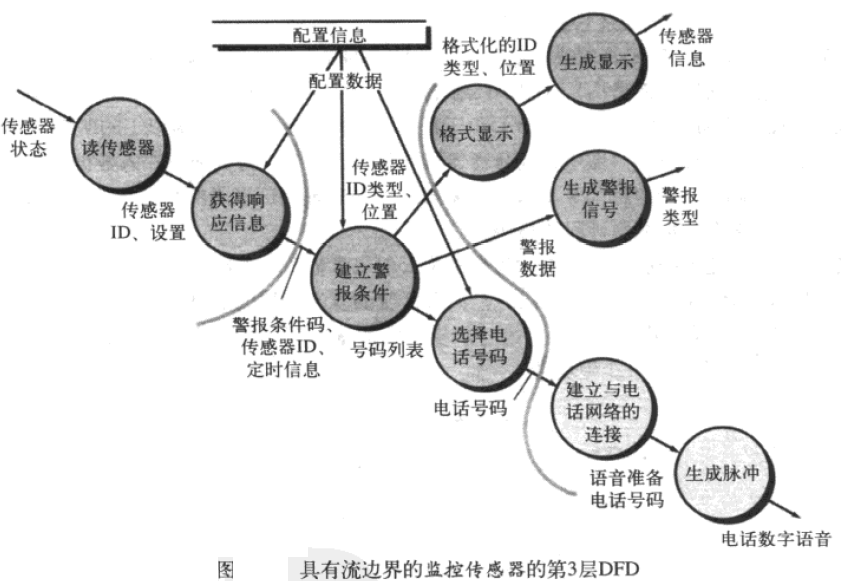 配置信息
配置数据
传感器
状态
读传感器
传感器
ID、设置
获得响
应信息
警报条件码、
传感器ID、
定时信息
建立警
报条件
传感器
ID类型、
位置
格式显示
格式化的ID
类型、位置
生成显示
传感器
信息
警报
数据
生成警报
信号
警报
类型
号码列表
选择电
话号码
电话号码
建立与电
话网络的
连接
语音准备
电话号码
生成脉冲
电话数字语音
图 具有流边界的监控传感器的第3层DFD